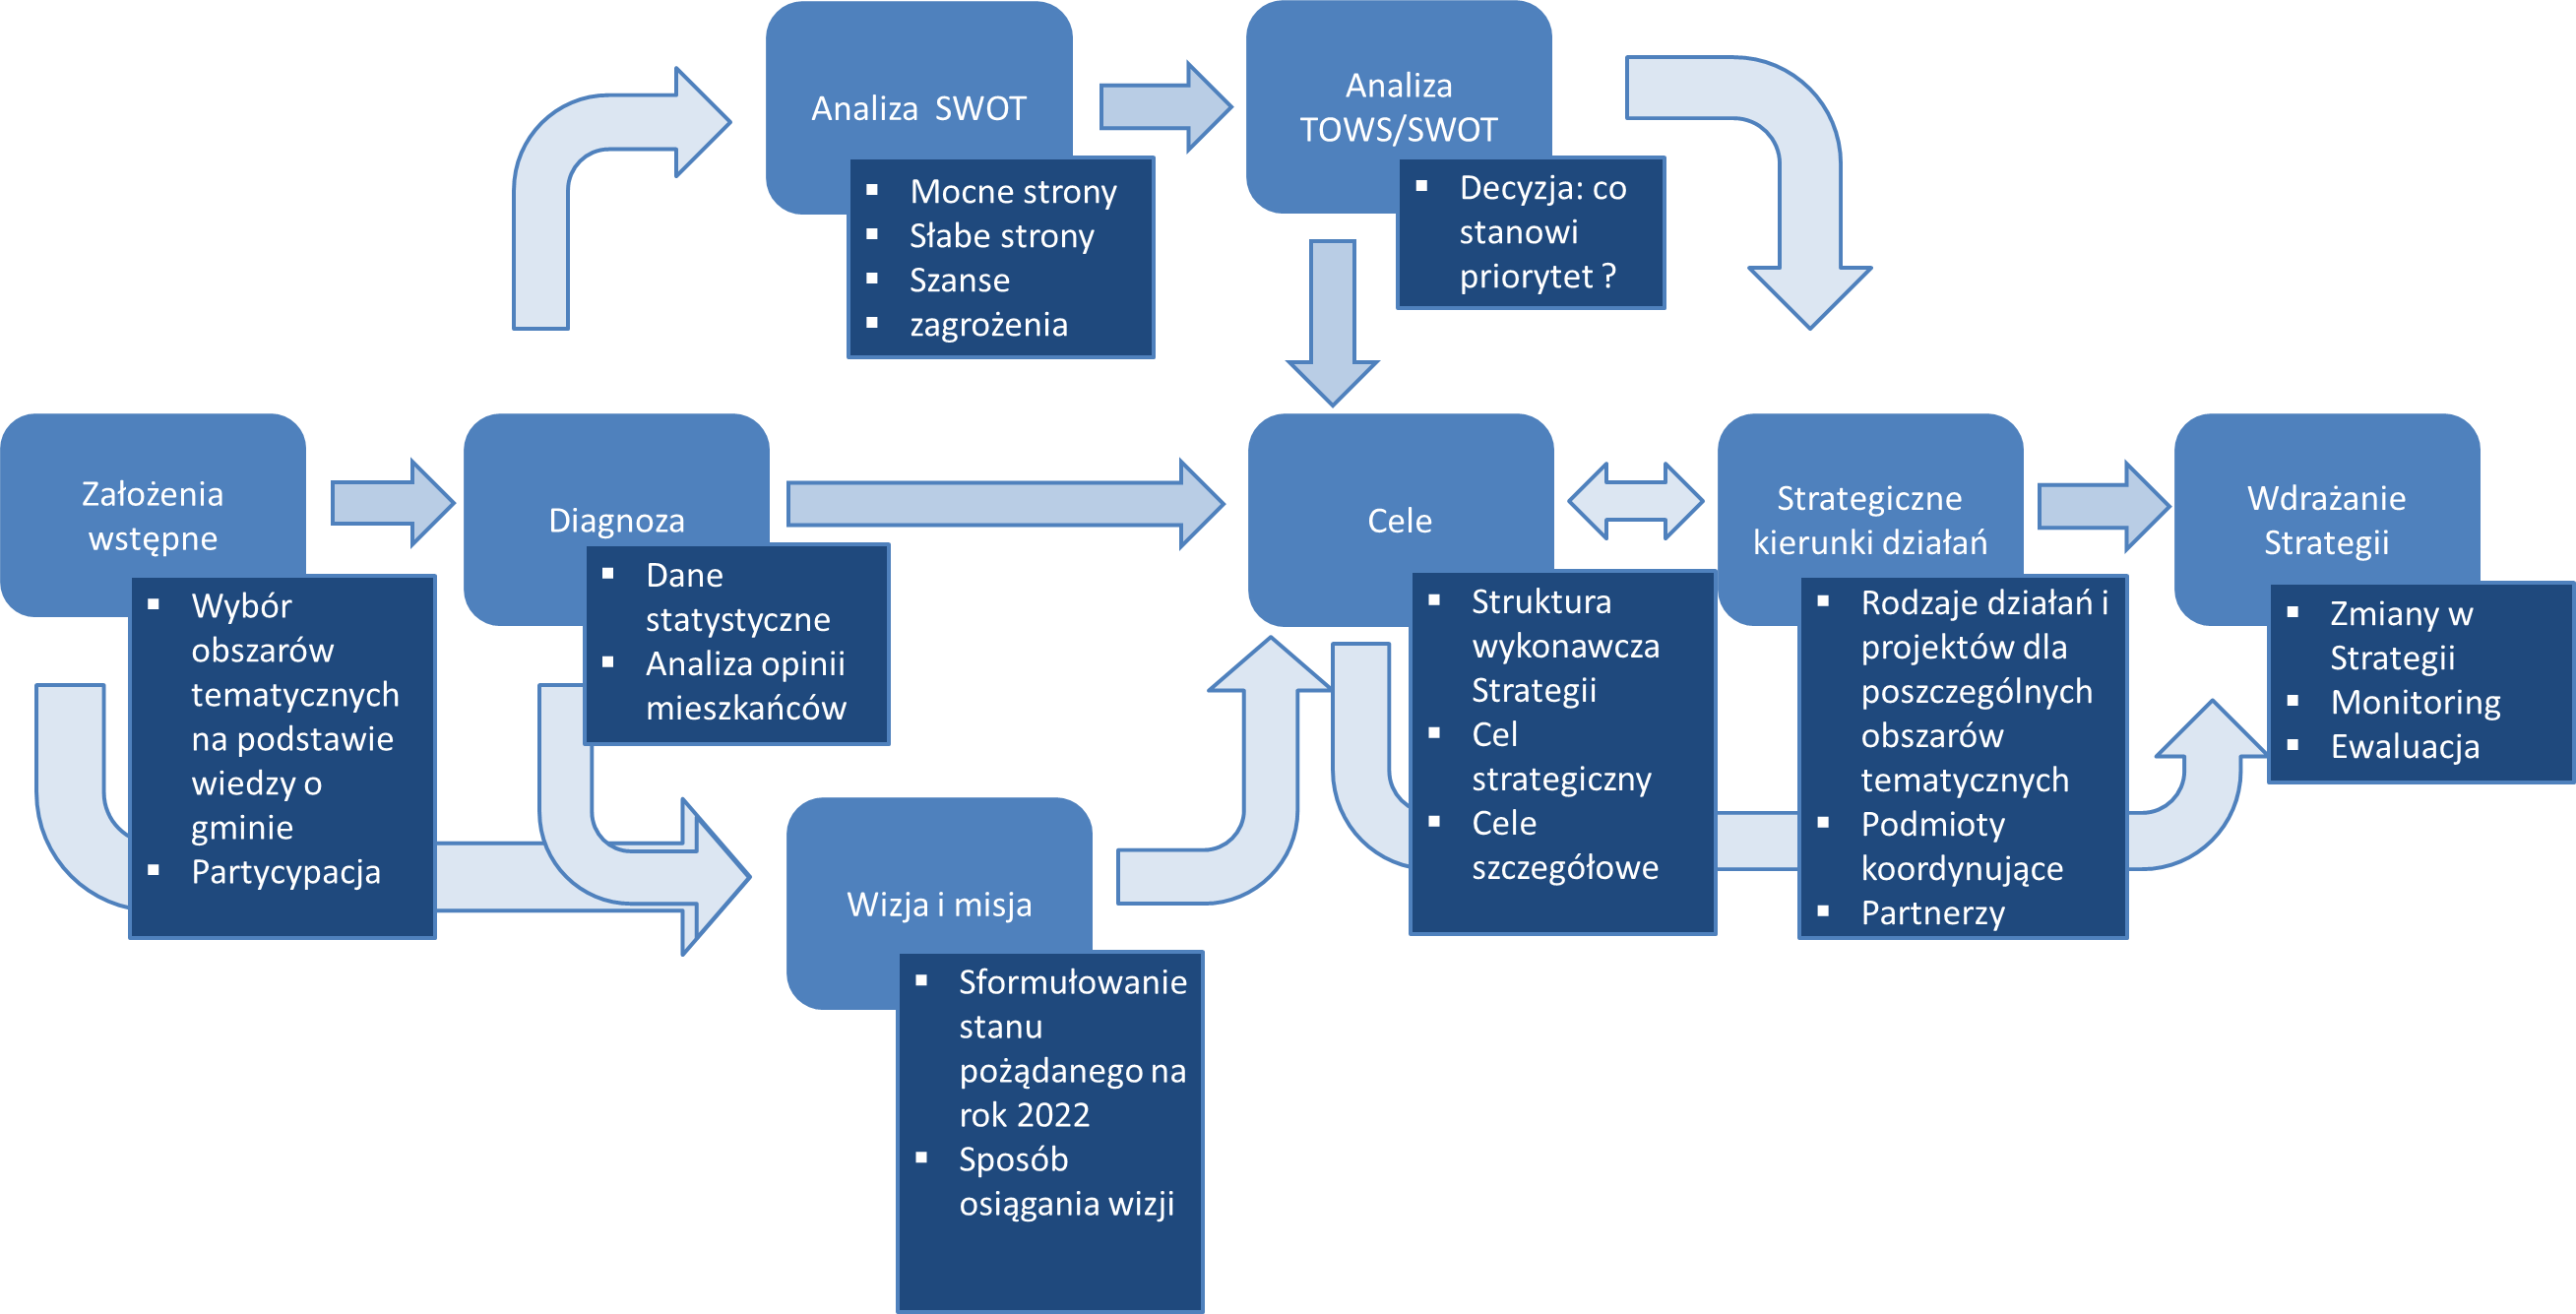 Analiza  SWOT
▪ Mocne strony
▪ Słabe strony
▪ Szanse
▪ zagrożenia
Analiza
TOWS/SWOT
▪ Decyzja: co
stanowi
priorytet ?
Założenia
wstępne
▪ Wybór
obszarów
tematycznych
na podstawie
wiedzy o
gminie
▪ Partycypacja
Diagnoza
▪ Dane
statystyczne
▪ Analiza opinii
mieszkańców
Wizja i misja
▪ Sformułowanie
stanu
pożądanego na
rok 2022
▪ Sposób
osiągania wizji
Cele
▪ Struktura
wykonawcza
Strategii
▪ Cel
strategiczny
▪ Cele
szczegółowe
Strategiczne
kierunki działań
▪ Rodzaje działań i
projektów dla
poszczególnych
obszarów
tematycznych
▪ Podmioty
koordynujące
▪ Partnerzy
Wdrażanie
Strategii
▪ Zmiany w
Strategii
▪ Monitoring
▪ Ewaluacja